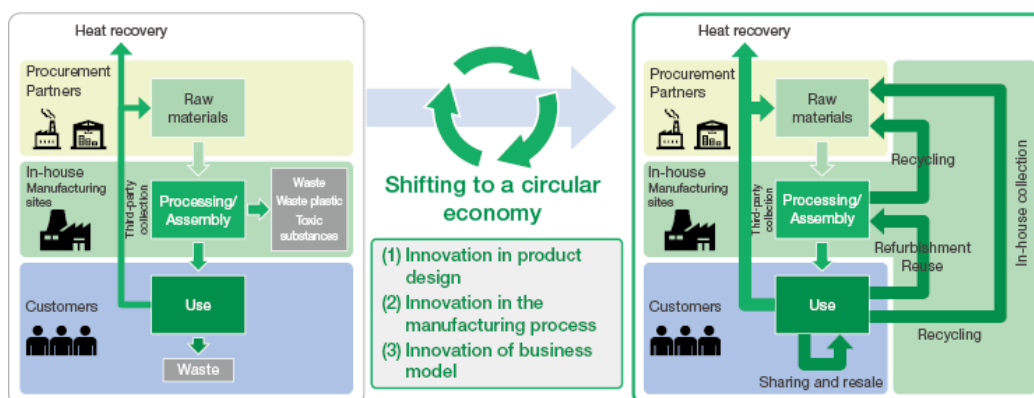 Heat recovery
Procurement
Partners
Raw
materials
In-house
Manufacturing
sites
Third-party
collection
Processing/
Assembly
Waste
Waste plastic
Toxic
substances
Customers
Use
Waste
Shifting to a circular
economy
(1) Innovation in product
design
(2) Innovation in the
manufacturing process
(3) Innovation of business
model
Heat recovery
Procurement
Partners
Raw
materials
Recycling
In-house
Manufacturing
sites
Third-party
collection
Processing/
Assembly
Refurbishment
Reuse
In-house collection
Customers
Use
Recycling
Sharing and resale